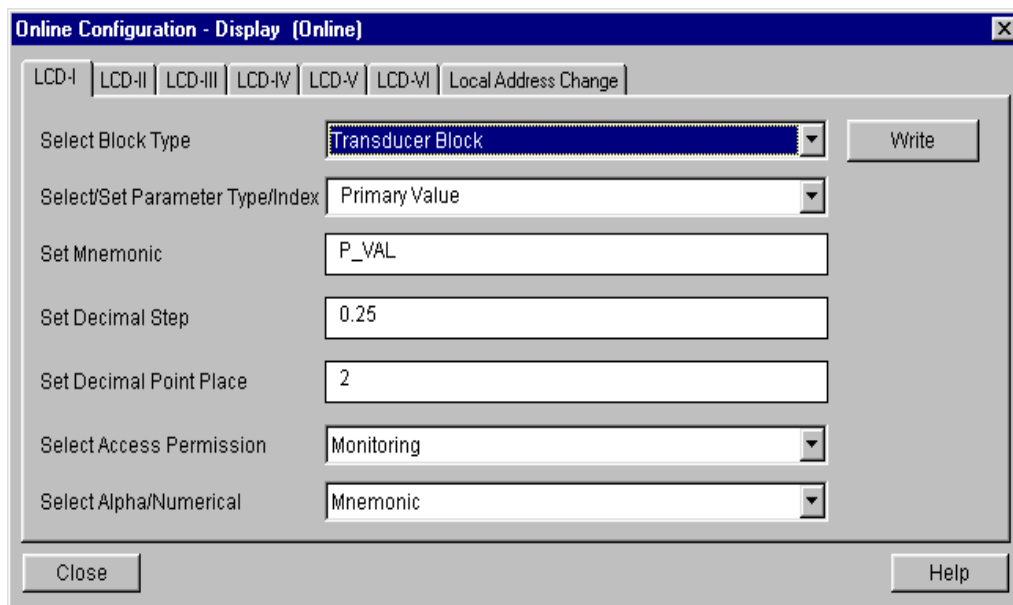 Online Configuration - Display (Online)
LCD-I LCD-II LCD-III LCD-IV LCD-V LCD-VI Local Address Change
Select Block Type Transducer Block Write
Select/Set Parameter Type/Index Primary Value
Set Mnemonic P_VAL
Set Decimal Step 0.25
Set Decimal Point Place 2
Select Access Permission Monitoring
Select Alpha/Numerical Mnemonic
Close Help